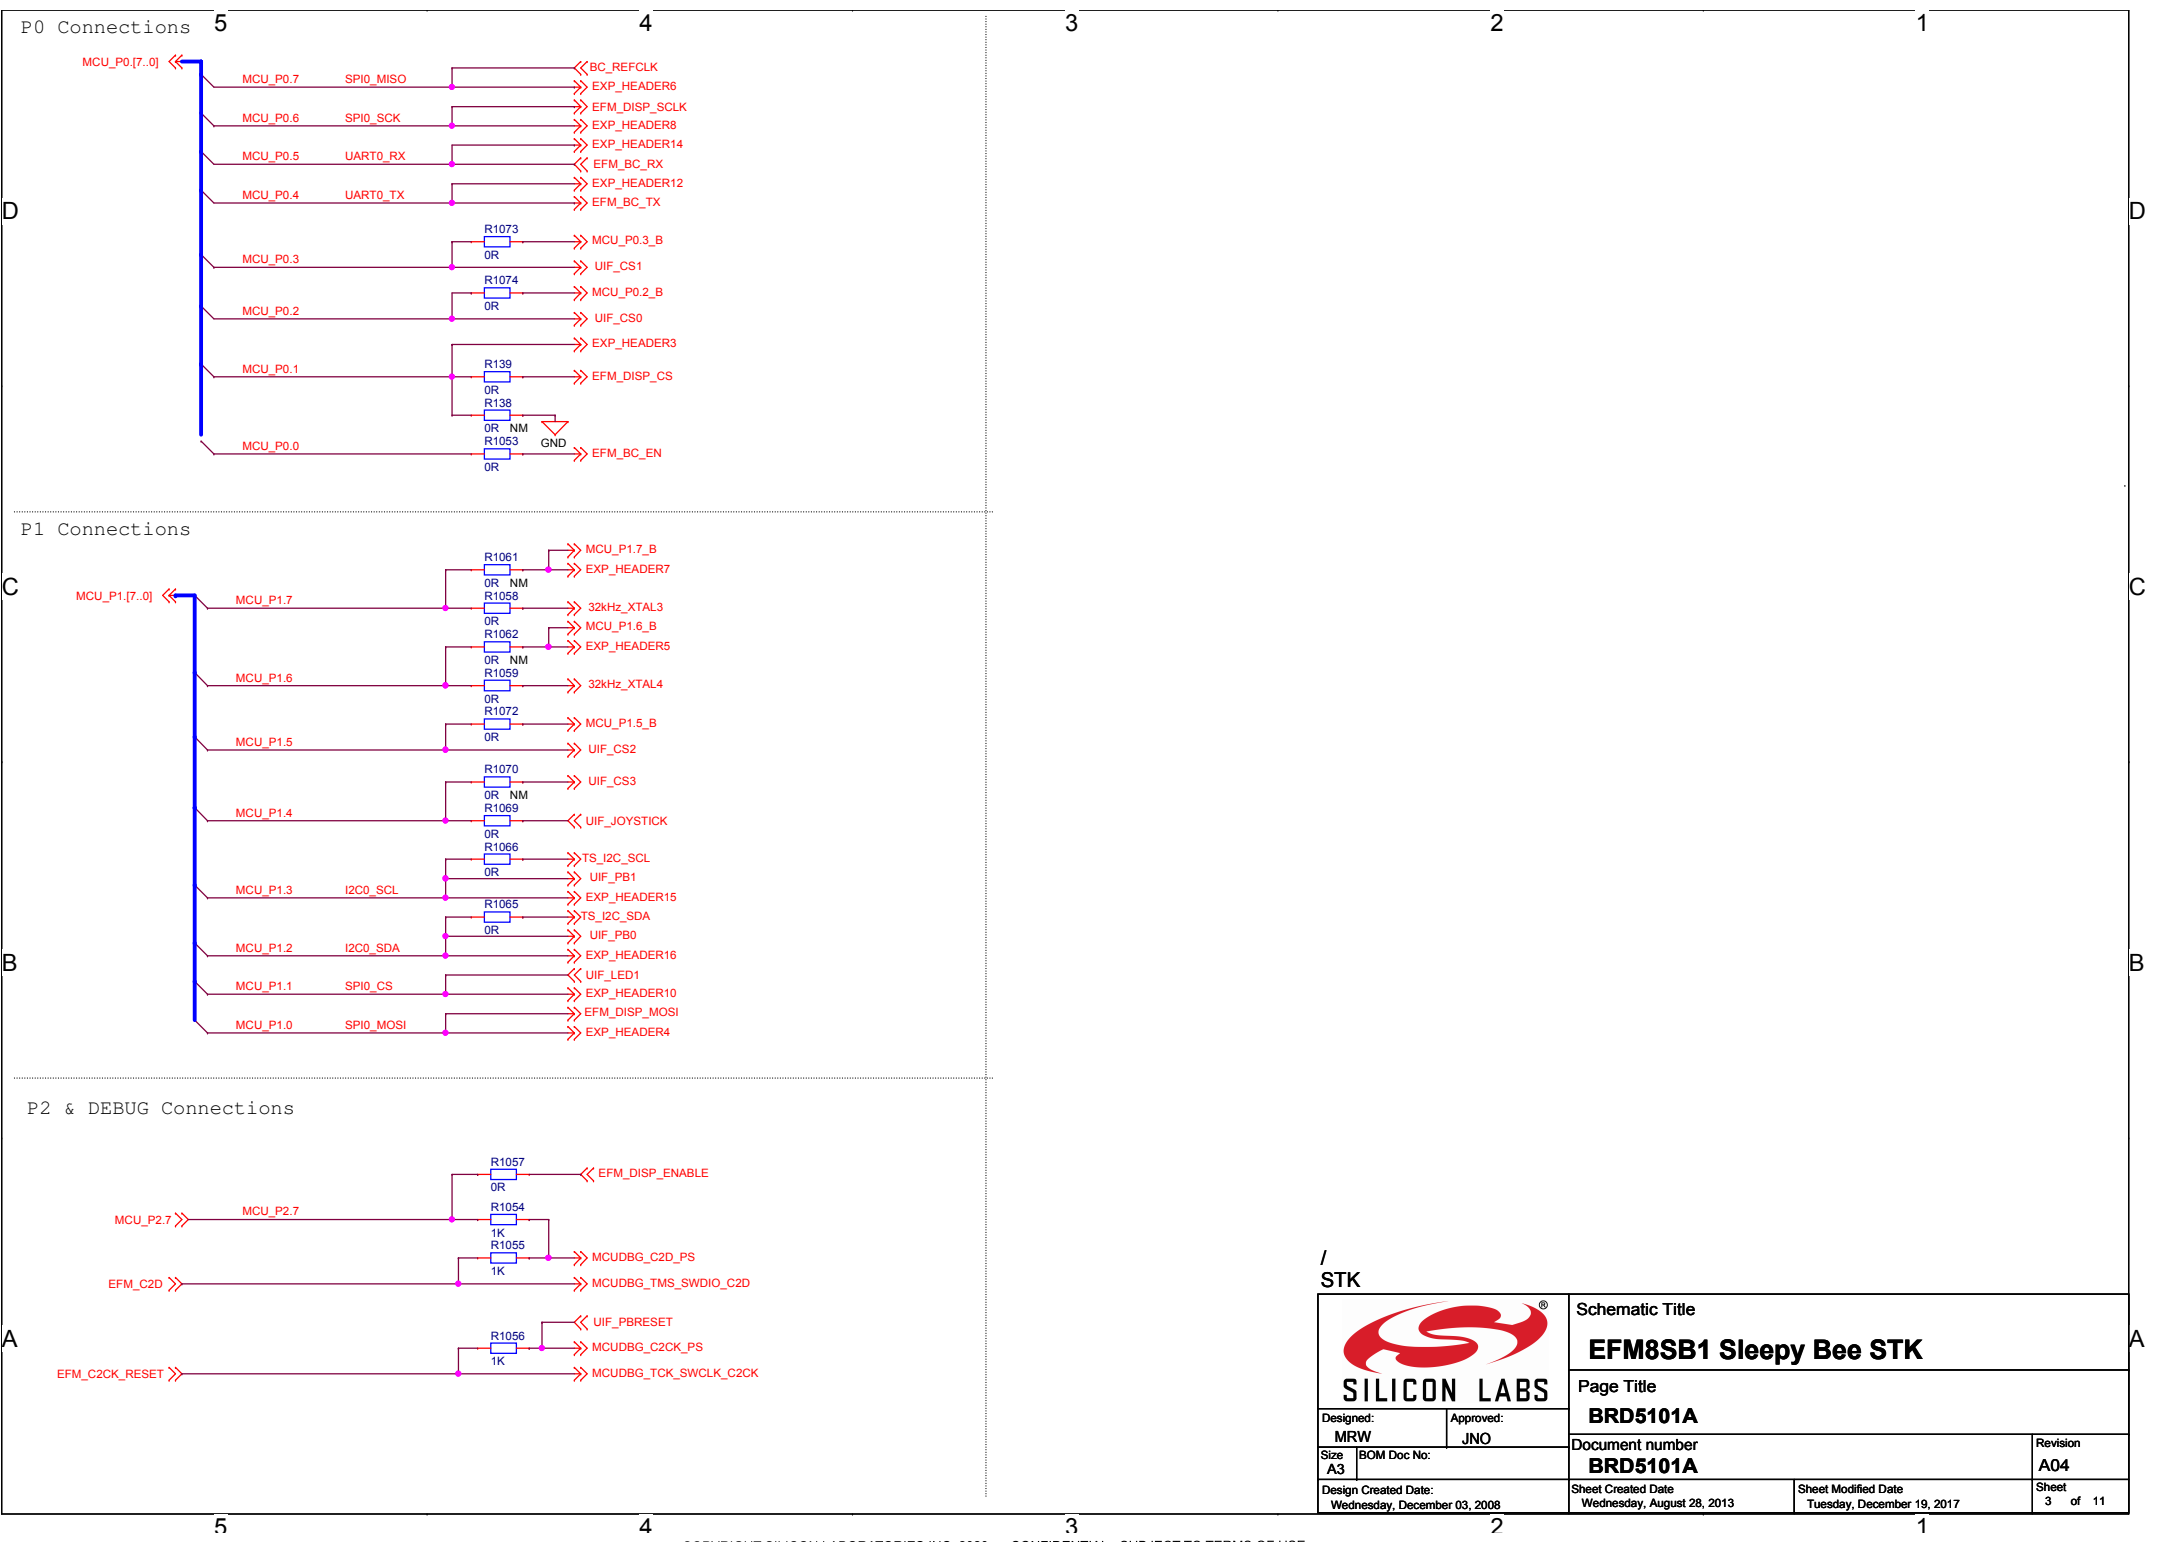 5 4 3 2 1
P0 Connections
MCU_P0.[7..0]
BC_REFCLK
MCU_P0.7 SPI0_MISO EXP_HEADER6
EFM_DISP_SCLK
MCU_P0.6 SPI0_SCK EXP_HEADER8
EXP_HEADER14
MCU_P0.5 UART0_RX EFM_BC_RX
EXP_HEADER12
MCU_P0.4 UART0_TX EFM_BC_TX
D D
R1073 MCU_P0.3_B
0R
MCU_P0.3 UIF_CS1
R1074 MCU_P0.2_B
0R
MCU_P0.2 UIF_CS0
EXP_HEADER3
R139
MCU_P0.1 EFM_DISP_CS
0R
R138
0R NM
GND
R1053
MCU_P0.0 EFM_BC_EN
0R
P1 Connections
MCU_P1.7_B
R1061 EXP_HEADER7
0R NM
C C
MCU_P1.[7..0]
R1058
MCU_P1.7 32kHz_XTAL3
0R
MCU_P1.6_B
R1062 EXP_HEADER5
0R NM
R1059
MCU_P1.6 32kHz_XTAL4
0R
R1072 MCU_P1.5_B
0R
MCU_P1.5 UIF_CS2
R1070 UIF_CS3
0R NM
R1069
MCU_P1.4 UIF_JOYSTICK
0R
R1066 TS_I2C_SCL
0R
UIF_PB1
MCU_P1.3 I2C0_SCL EXP_HEADER15
R1065 TS_I2C_SDA
0R
UIF_PB0
MCU_P1.2 I2C0_SDA EXP_HEADER16
B B
UIF_LED1
MCU_P1.1 SPI0_CS EXP_HEADER10
EFM_DISP_MOSI
MCU_P1.0 SPI0_MOSI EXP_HEADER4
P2 & DEBUG Connections
R1057 EFM_DISP_ENABLE
0R
MCU_P2.7 MCU_P2.7 R1054
1K
R1055 MCUDBG_C2D_PS
1K
EFM_C2D MCUDBG_TMS_SWDIO_C2D
UIF_PBRESET
R1056 MCUDBG_C2CK_PS
1K
EFM_C2CK_RESET MCUDBG_TCK_SWCLK_C2CK
A A
/
STK
®
SILICON LABS
Schematic Title
EFM8SB1 Sleepy Bee STK
Page Title
BRD5101A
Designed: Approved:
MRW JNO
Size BOM Doc No:
A3
Document number Revision
BRD5101A A04
Design Created Date: Sheet Created Date Sheet Modified Date Sheet
Wednesday, December 03, 2008 Wednesday, August 28, 2013 Tuesday, December 19, 2017 3 of 11
5 4 3 2 1